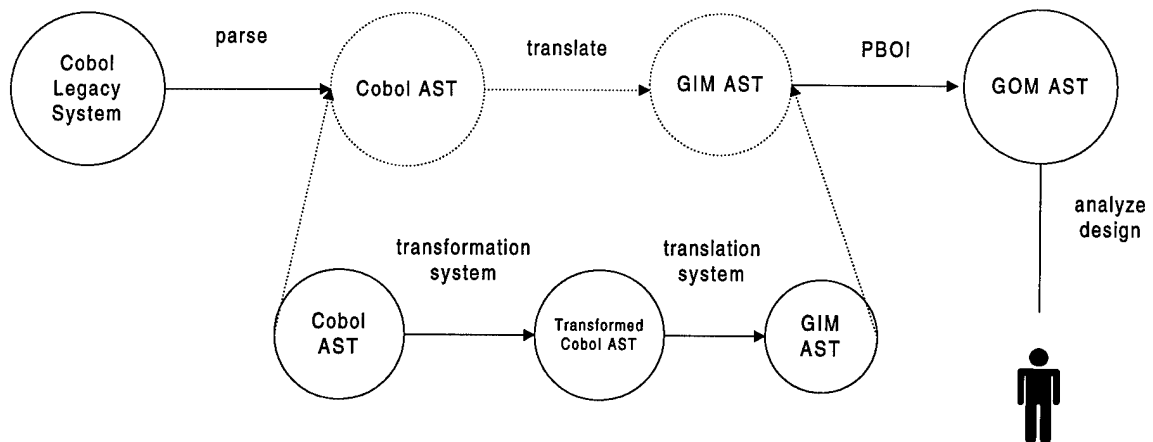 parse
translate
PBOI
Cobol
Legacy
System
Cobol AST
GIM AST
GOM AST
analyze
design
transformation
system
translation
system
Cobol
AST
Transformed
Cobol AST
GIM
AST